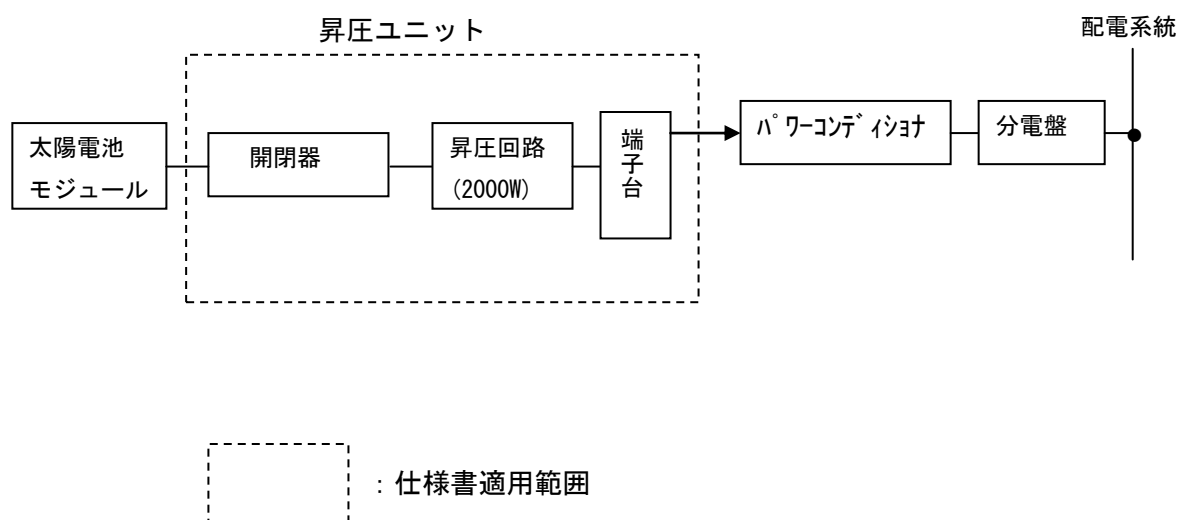 昇圧ユニット
配電系統
太陽電池
モジュール
開閉器
昇圧回路
(2000W)
端子台
ﾊﾟﾜｰｺﾝﾃﾞｨｼｮﾅ
分電盤
：仕様書適用範囲